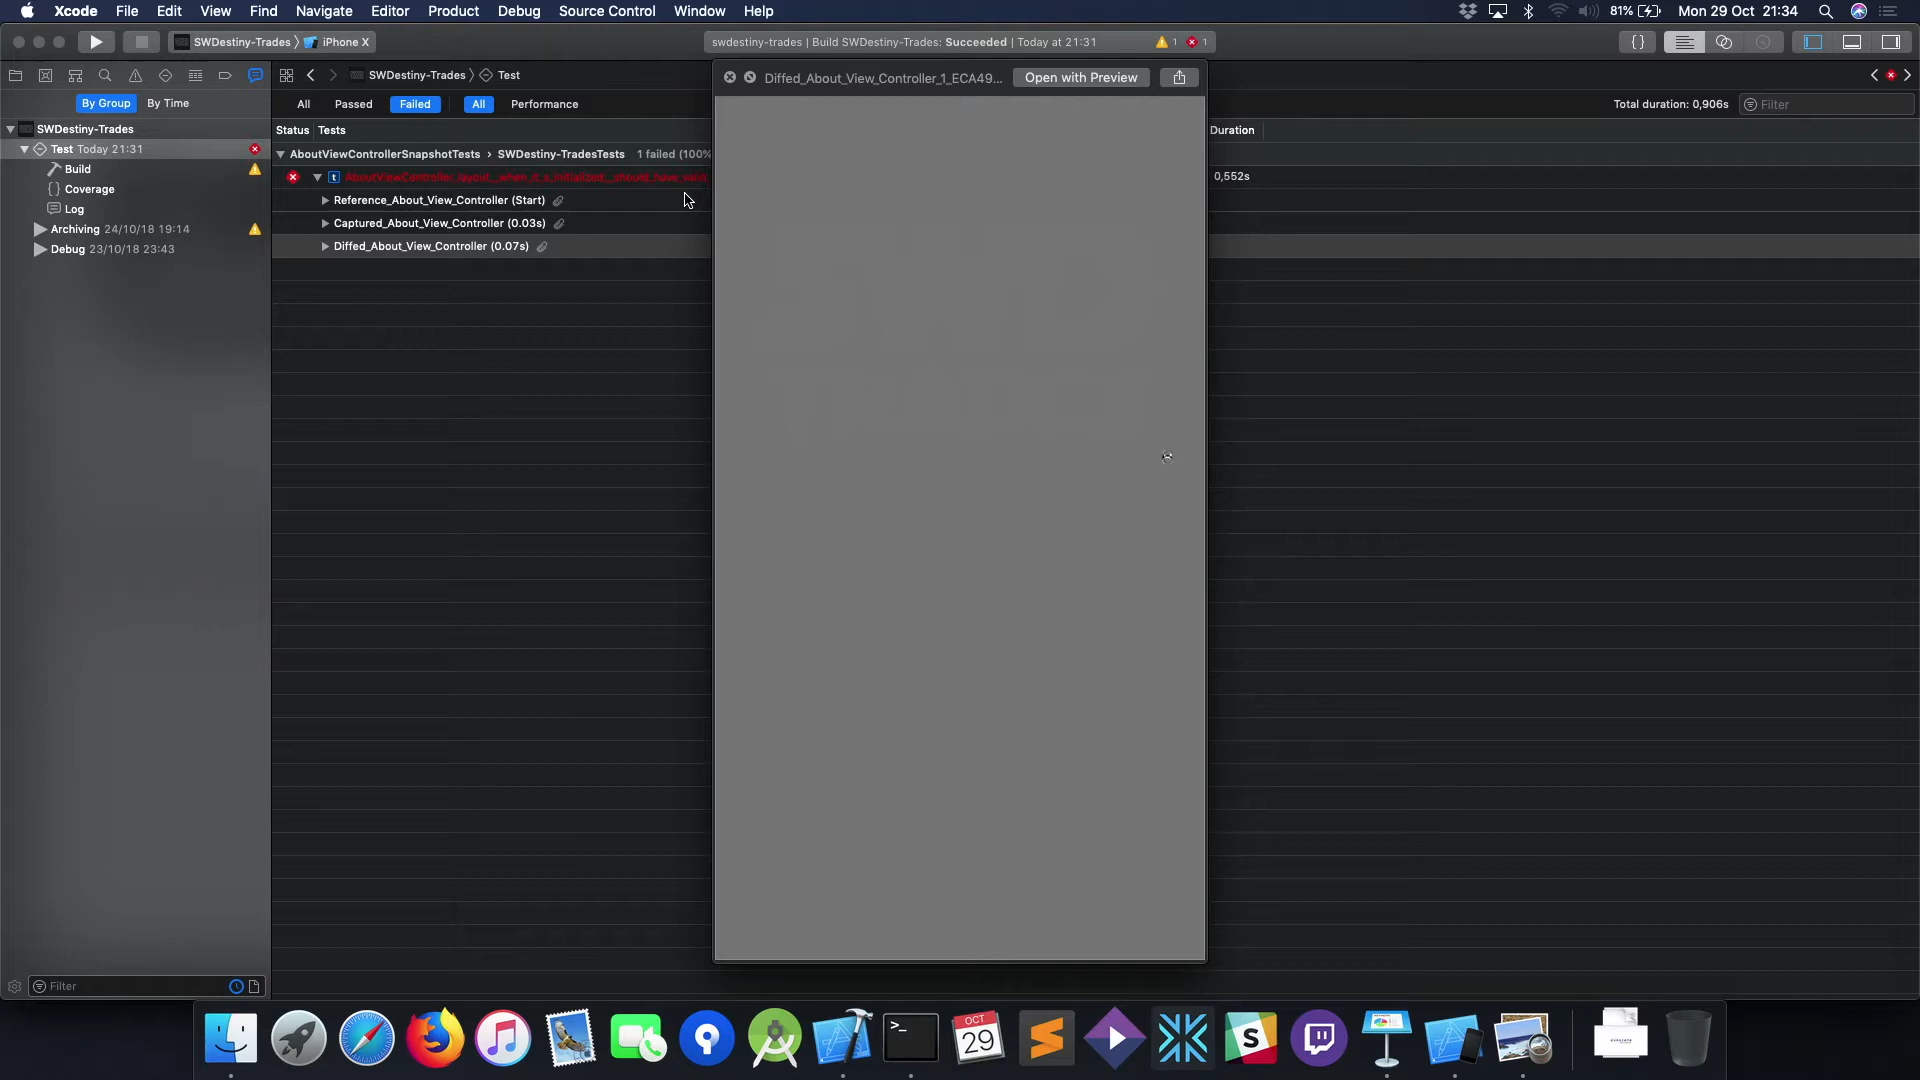 Xcode File Edit View Find Navigate Editor Product Debug Source Control Window Help 81% Mon 29 Oct 21:34
SWDestiny-Trades iPhone X swdestiny-trades | Build SWDestiny-Trades: Succeeded | Today at 21:31 1 1
SWDestiny-Trades Test
Diffed_About_View_Controller_1_ECA49... Open with Preview
By Group By Time
All Passed Failed All Performance
Total duration: 0,906s Filter
SWDestiny-Trades
Status Tests Duration
Test Today 21:31
AboutViewControllerSnapshotTests › SWDestiny-TradesTests 1 failed (100%
Build
t AboutViewController_layout__when_it_s_initialized__should_have_valid 0,552s
Coverage
Reference_About_View_Controller (Start)
Log
Captured_About_View_Controller (0.03s)
Archiving 24/10/18 19:14
Diffed_About_View_Controller (0.07s)
Debug 23/10/18 23:43
Filter
OCT
29
S